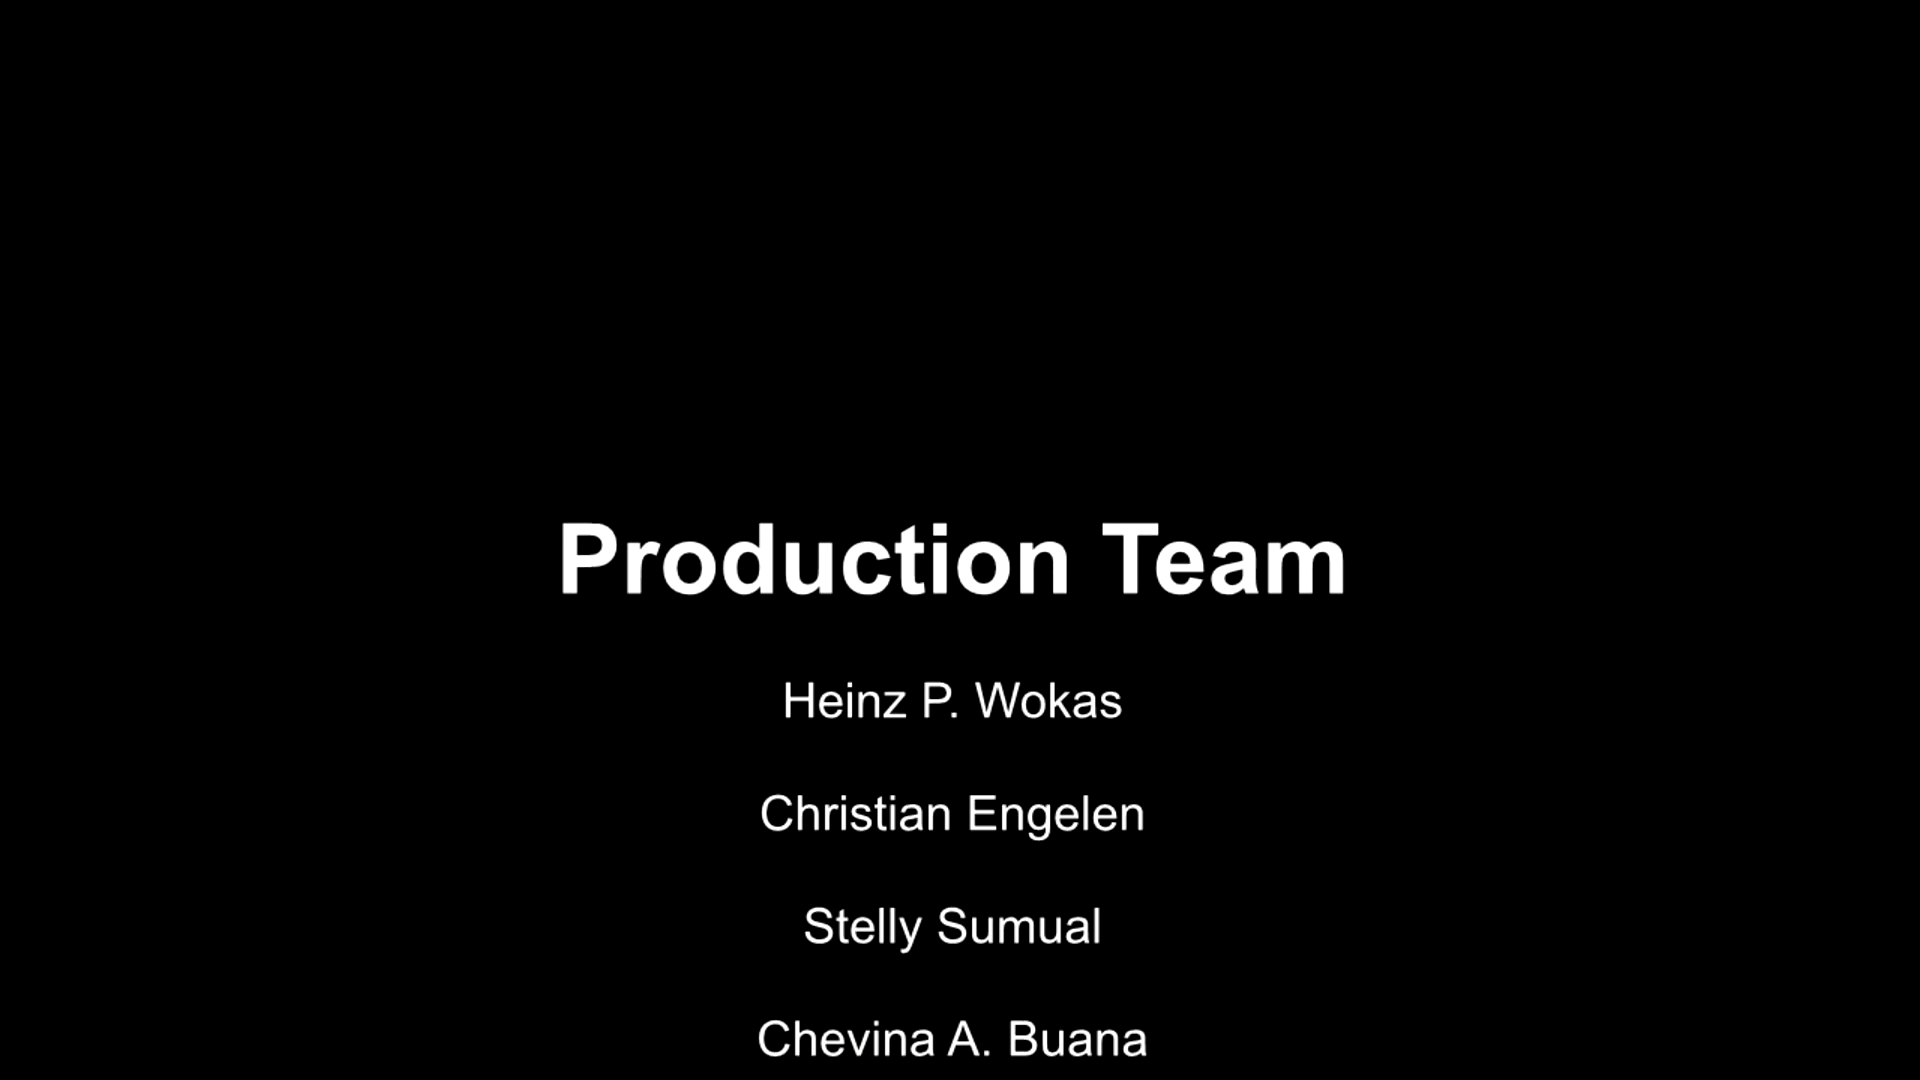 Production Team
Heinz P. Wokas
Christian Engelen
Stelly Sumual
Chevina A. Buana